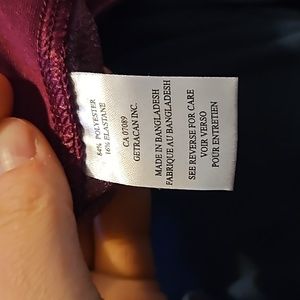 84% POLYESTER
16% ELASTANE
CA 07089
GETRACAN INC.
MADE IN BANGLADESH
FABRIQUE AU BANGLADESH
SEE REVERSE FOR CARE
VOIR VERSO
POUR ENTRETIEN